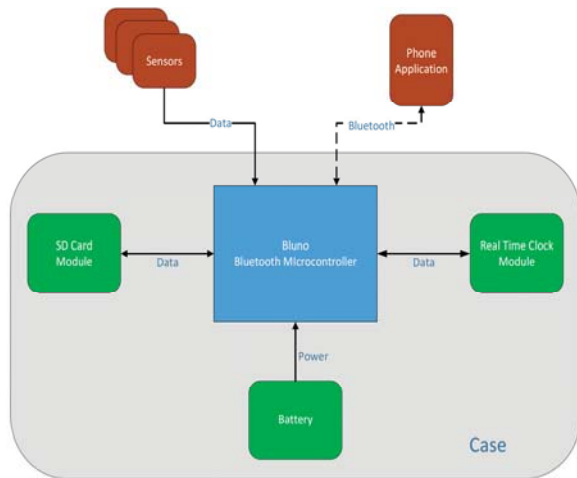 Sensors
Phone
Application
Data
Bluetooth
SD Card
Module
Data
Bluno
Bluetooth MIcrocontroller
Data
Real Time Clock
Module
Power
Battery
Case